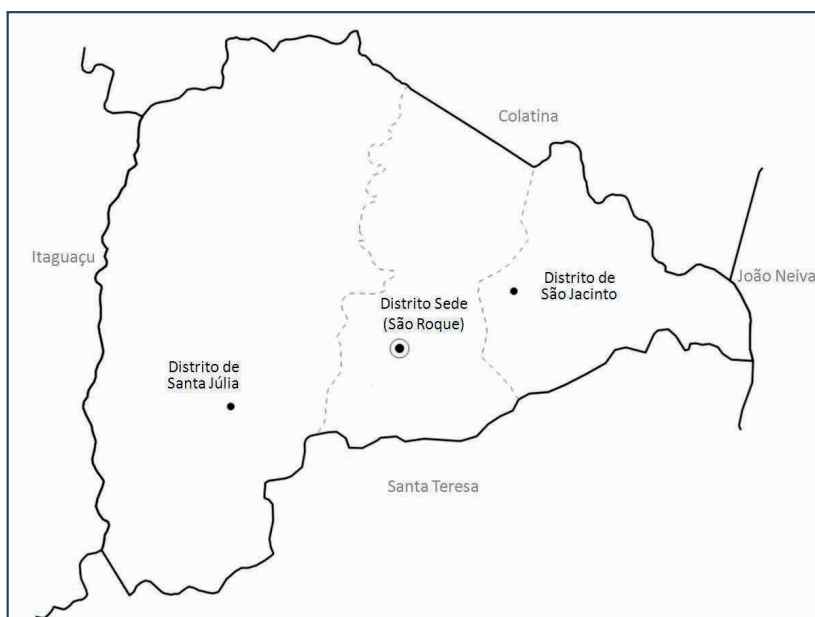 Colatina
Itaguaçu
João Neiva
Distrito de
São Jacinto
Distrito Sede
(São Roque)
Distrito de
Santa Júlia
Santa Teresa